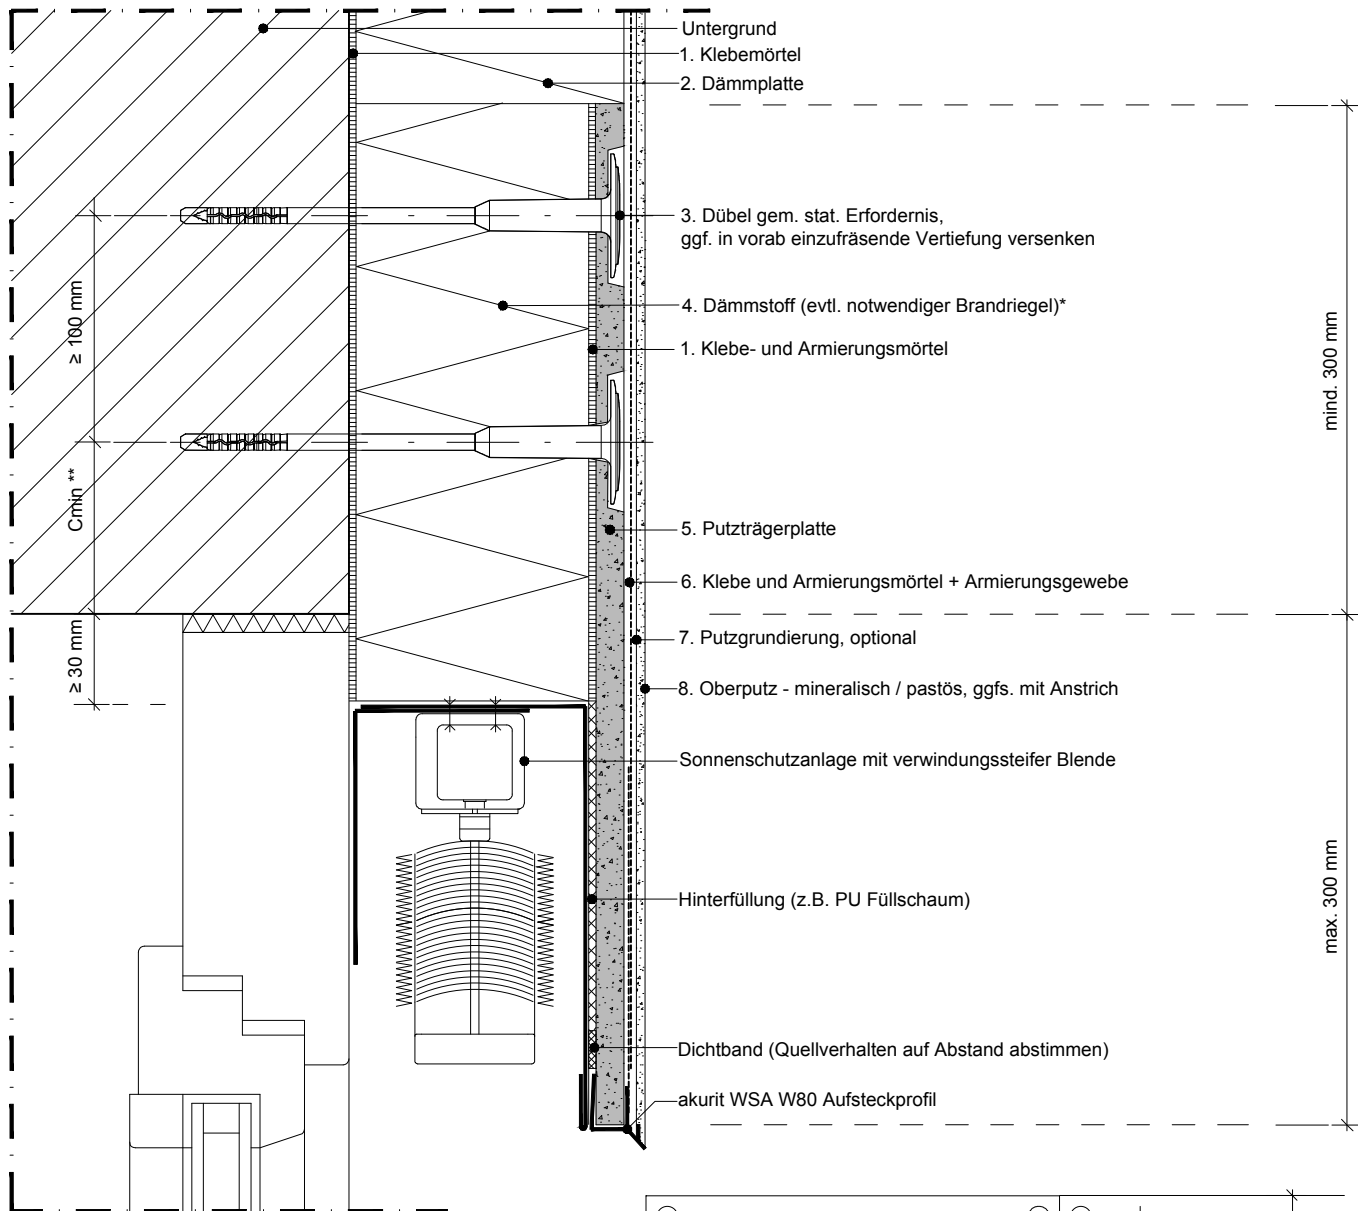 Untergrund
1. Klebemörtel
2. Dämmplatte
3. Dübel gem. stat. Erfordernis,
ggf. in vorab einzufräsende Vertiefung versenken
4. Dämmstoff (evtl. notwendiger Brandriegel)*
1. Klebe- und Armierungsmörtel
5. Putzträgerplatte
6. Klebe und Armierungsmörtel + Armierungsgewebe
7. Putzgrundierung, optional
8. Oberputz - mineralisch / pastös, ggfs. mit Anstrich
Sonnenschutzanlage mit verwindungssteifer Blende
Hinterfüllung (z.B. PU Füllschaum)
Dichtband (Quellverhalten auf Abstand abstimmen)
akurit WSA W80 Aufsteckprofil
≥ 100 mm
Cmin **
≥ 30 mm
mind. 300 mm
max. 300 mm